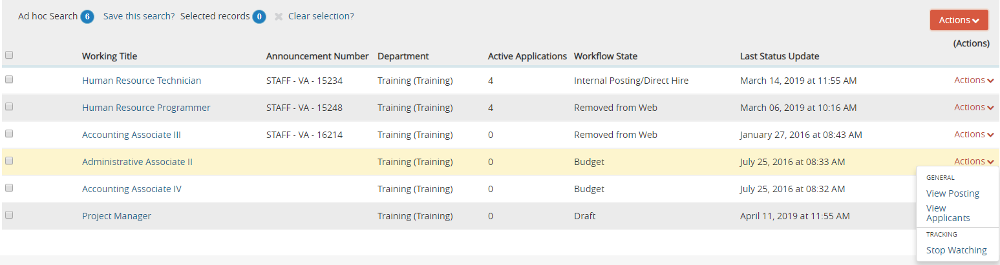 Ad hoc Search 6 Save this search? Selected records 0 Clear selection? Actions
(Actions)
Working Title Announcement Number Department Active Applications Workflow State Last Status Update
Human Resource Technician STAFF - VA - 15234 Training (Training) 4 Internal Posting/Direct Hire March 14, 2019 at 11:55 AM Actions
Human Resource Programmer STAFF - VA - 15248 Training (Training) 4 Removed from Web March 06, 2019 at 10:16 AM Actions
Accounting Associate III STAFF - VA - 16214 Training (Training) 0 Removed from Web January 27, 2016 at 08:43 AM Actions
Administrative Associate II Training (Training) 0 Budget July 25, 2016 at 08:33 AM Actions
Accounting Associate IV Training (Training) 0 Budget July 25, 2016 at 08:32 AM
Project Manager Training (Training) 0 Draft April 11, 2019 at 11:55 AM
GENERAL
View Posting
View
Applicants
TRACKING
Stop Watching